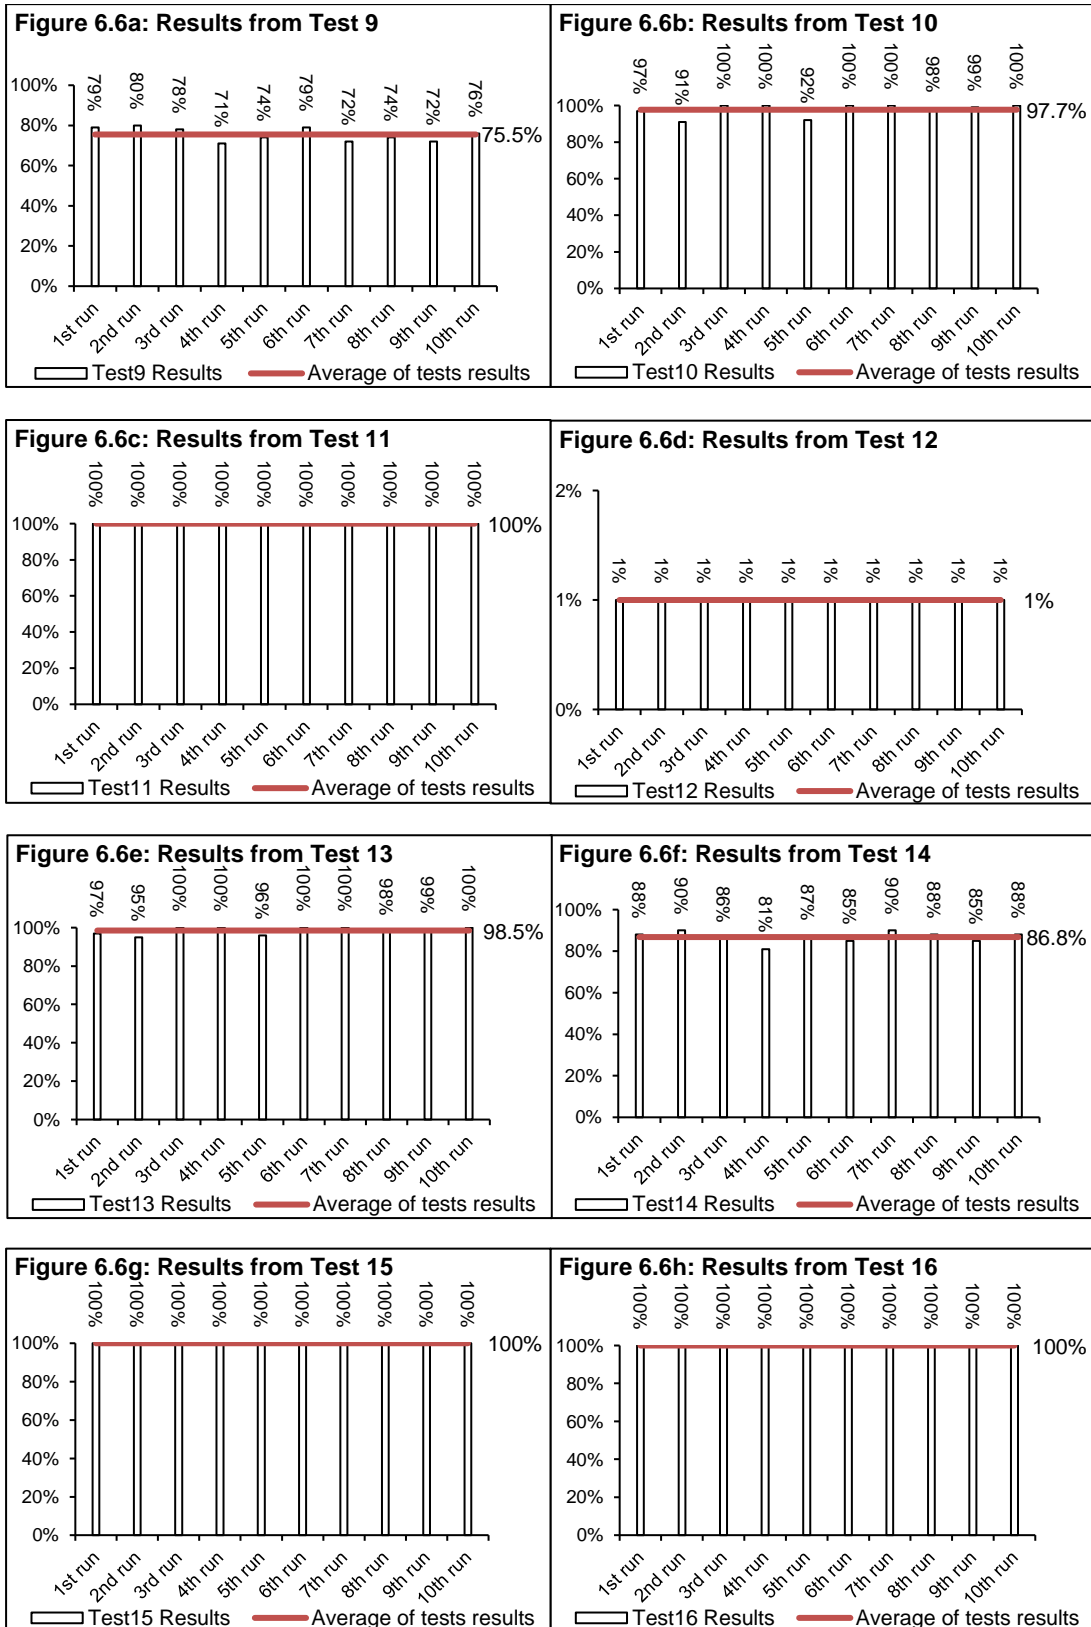 Figure 6.6a: Results from Test 9
79% 80% 78% 71% 74% 79% 72% 74% 72% 76%
100%
80%
60%
40%
20%
0%
75.5%
1st run 2nd run 3rd run 4th run 5th run 6th run 7th run 8th run 9th run 10th run
Test9 Results Average of tests results
Figure 6.6b: Results from Test 10
97% 91% 100% 100% 92% 100% 100% 98% 99% 100%
100%
80%
60%
40%
20%
0%
97.7%
1st run 2nd run 3rd run 4th run 5th run 6th run 7th run 8th run 9th run 10th run
Test10 Results Average of tests results
Figure 6.6c: Results from Test 11
100% 100% 100% 100% 100% 100% 100% 100% 100% 100%
100%
80%
60%
40%
20%
0%
100%
1st run 2nd run 3rd run 4th run 5th run 6th run 7th run 8th run 9th run 10th run
Test11 Results Average of tests results
Figure 6.6d: Results from Test 12
1% 1% 1% 1% 1% 1% 1% 1% 1% 1%
2%
1%
0%
1%
1st run 2nd run 3rd run 4th run 5th run 6th run 7th run 8th run 9th run 10th run
Test12 Results Average of tests results
Figure 6.6e: Results from Test 13
97% 95% 100% 100% 96% 100% 100% 98% 99% 100%
100%
80%
60%
40%
20%
0%
98.5%
1st run 2nd run 3rd run 4th run 5th run 6th run 7th run 8th run 9th run 10th run
Test13 Results Average of tests results
Figure 6.6f: Results from Test 14
88% 90% 86% 81% 87% 85% 90% 88% 85% 88%
100%
80%
60%
40%
20%
0%
86.8%
1st run 2nd run 3rd run 4th run 5th run 6th run 7th run 8th run 9th run 10th run
Test14 Results Average of tests results
Figure 6.6g: Results from Test 15
100% 100% 100% 100% 100% 100% 100% 100% 100% 100%
100%
80%
60%
40%
20%
0%
100%
1st run 2nd run 3rd run 4th run 5th run 6th run 7th run 8th run 9th run 10th run
Test15 Results Average of tests results
Figure 6.6h: Results from Test 16
100% 100% 100% 100% 100% 100% 100% 100% 100% 100%
100%
80%
60%
40%
20%
0%
100%
1st run 2nd run 3rd run 4th run 5th run 6th run 7th run 8th run 9th run 10th run
Test16 Results Average of tests results